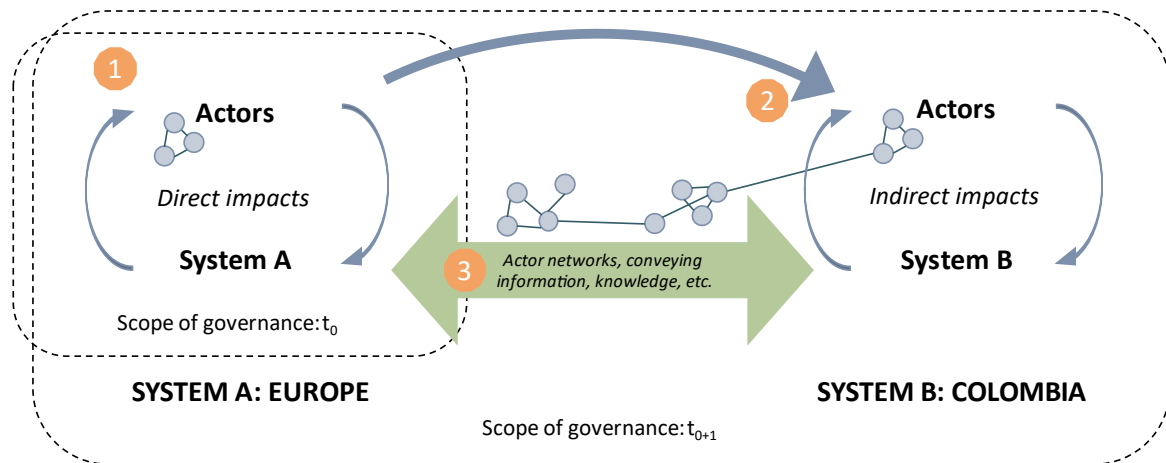 1
Actors
Direct impacts
System A
Scope of governance: t0
SYSTEM A: EUROPE
2
Actors
Indirect impacts
System B
SYSTEM B: COLOMBIA
3
Actor networks, conveying
information, knowledge, etc.
Scope of governance: t0+1